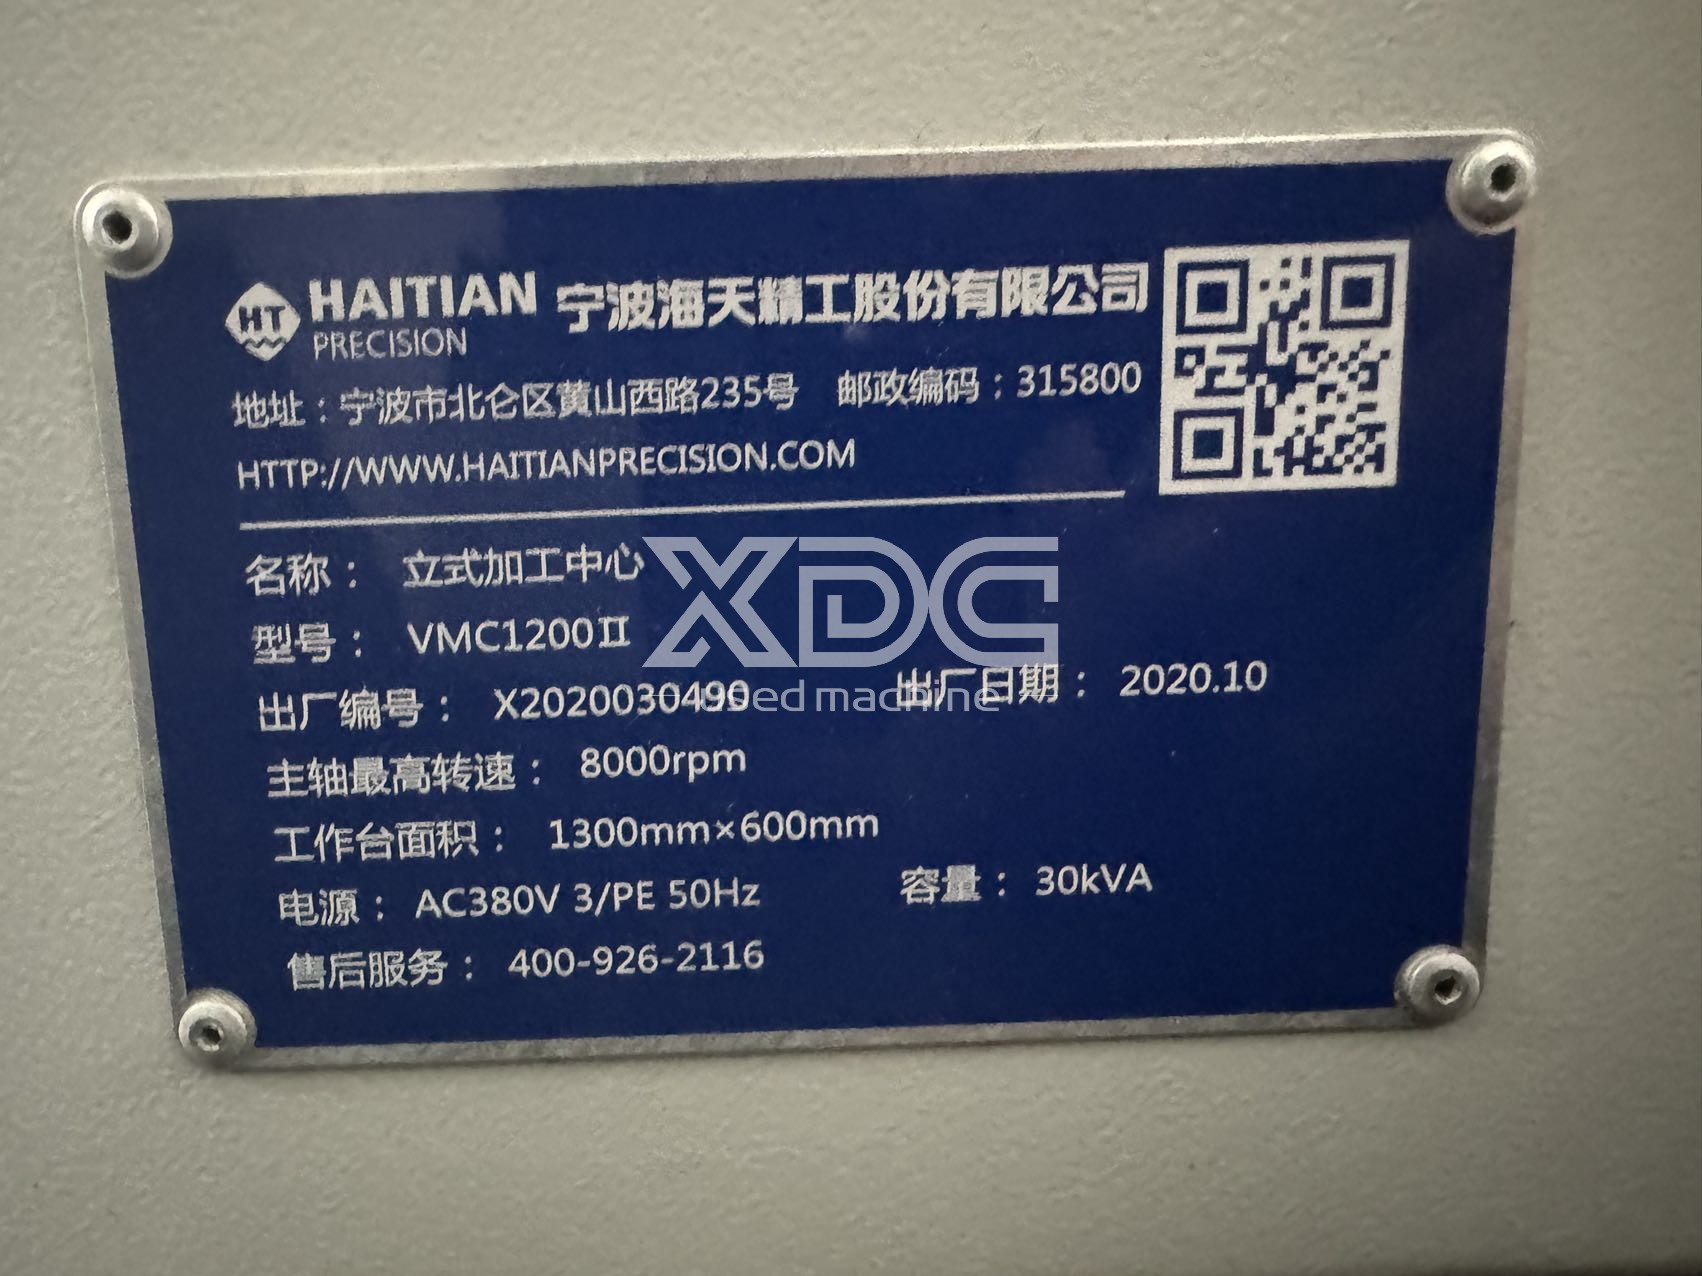 HT HAITIAN PRECISION 宁波海天精工股份有限公司
地址：宁波市北仑区黄山西路235号 邮政编码：315800
HTTP://WWW.HAITIANPRECISION.COM
名称： 立式加工中心
型号： VMC1200Ⅱ
XDC
used machine
出厂编号： X2020030499 出厂日期： 2020.10
主轴最高转速： 8000rpm
工作台面积： 1300mm×600mm
电源： AC380V 3/PE 50Hz 容量： 30kVA
售后服务： 400-926-2116